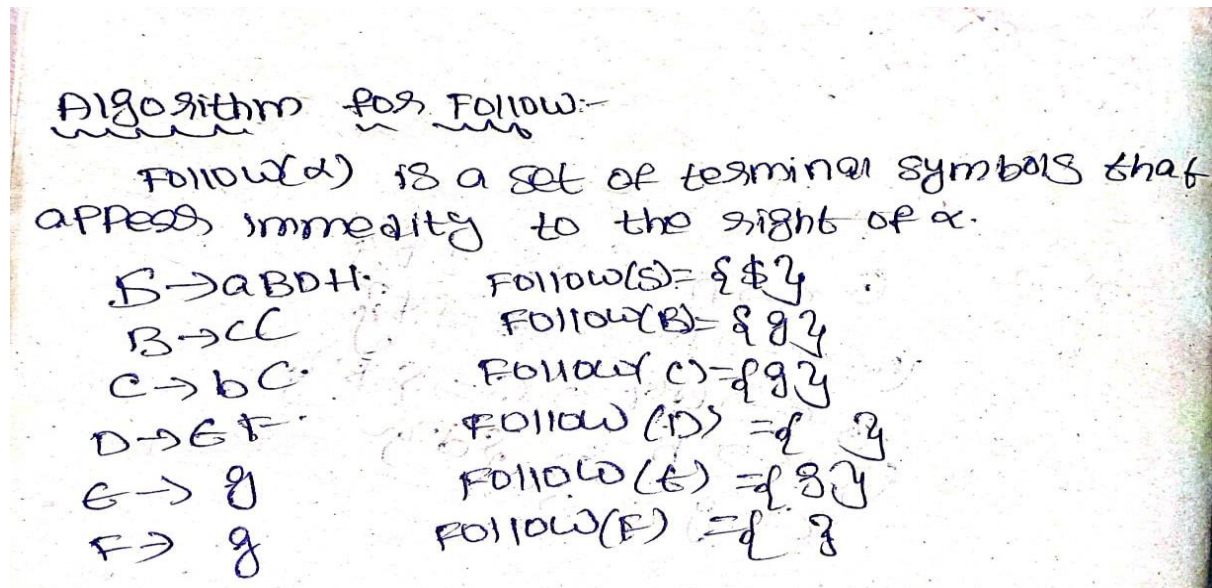 Algorithm for Follow:-
Follow(α) is a set of terminal symbols that
appears immedity to the right of α.
S→aBDH. Follow(S)= {$}
B→cC Follow(B)= {g}
C→bC. Follow(C)={g}
D→EF. Follow(D)={ }
E→ g Follow(E)={g}
F→ g Follow(F)={ }